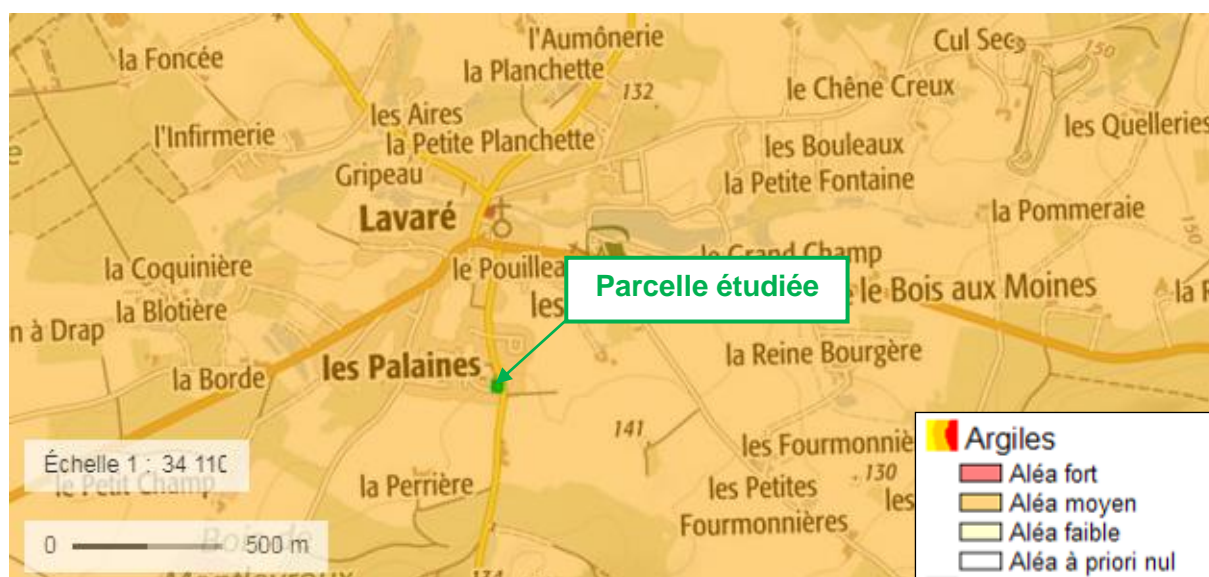 l'Aumônerie
Cul Sec
150
la Foncée
la Planchette
132
le Chêne Creux
les Aires
l'Infirmerie
la Petite Planchette
les Quelleries
les Bouleaux
Gripeau
la Petite Fontaine
Lavaré
la Pommeraie
150
le Grand Champ
la Coquinière
le Pouillea
Parcelle étudiée
le Bois aux Moines
la Blotière
les
n à Drap
la Reine Bourgère
les Palaines
la Borde
141
les Fourmonniè
Argiles
Échelle 1 : 34 110
130
Aléa fort
le Petit Champ
la Perrière
les Petites
les
Aléa moyen
Fourmonnières
Aléa faible
0 500 m
Aléa à priori nul
134